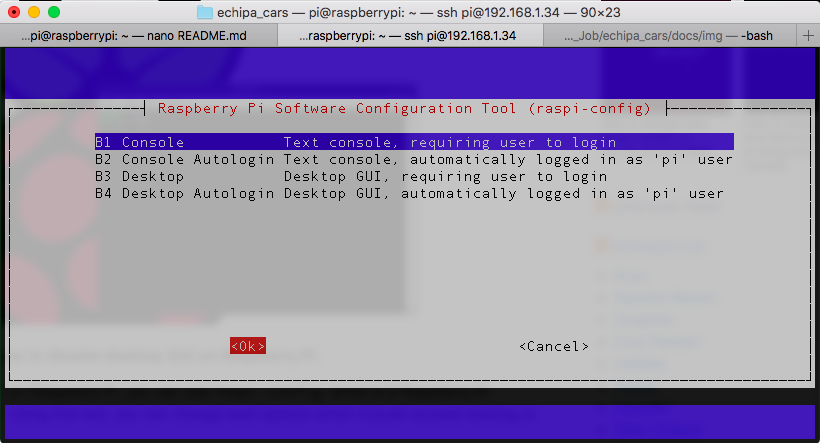 echipa_cars — pi@raspberrypi: ~ — ssh pi@192.168.1.34 — 90×23
...pi@raspberrypi: ~ — nano README.md
...raspberrypi: ~ — ssh pi@192.168.1.34
..._Job/echipa_cars/docs/img — -bash
+
Raspberry Pi Software Configuration Tool (raspi-config)
B1 Console Text console, requiring user to login
B2 Console Autologin Text console, automatically logged in as 'pi' user
B3 Desktop Desktop GUI, requiring user to login
B4 Desktop Autologin Desktop GUI, automatically logged in as 'pi' user
<Ok> <Cancel>